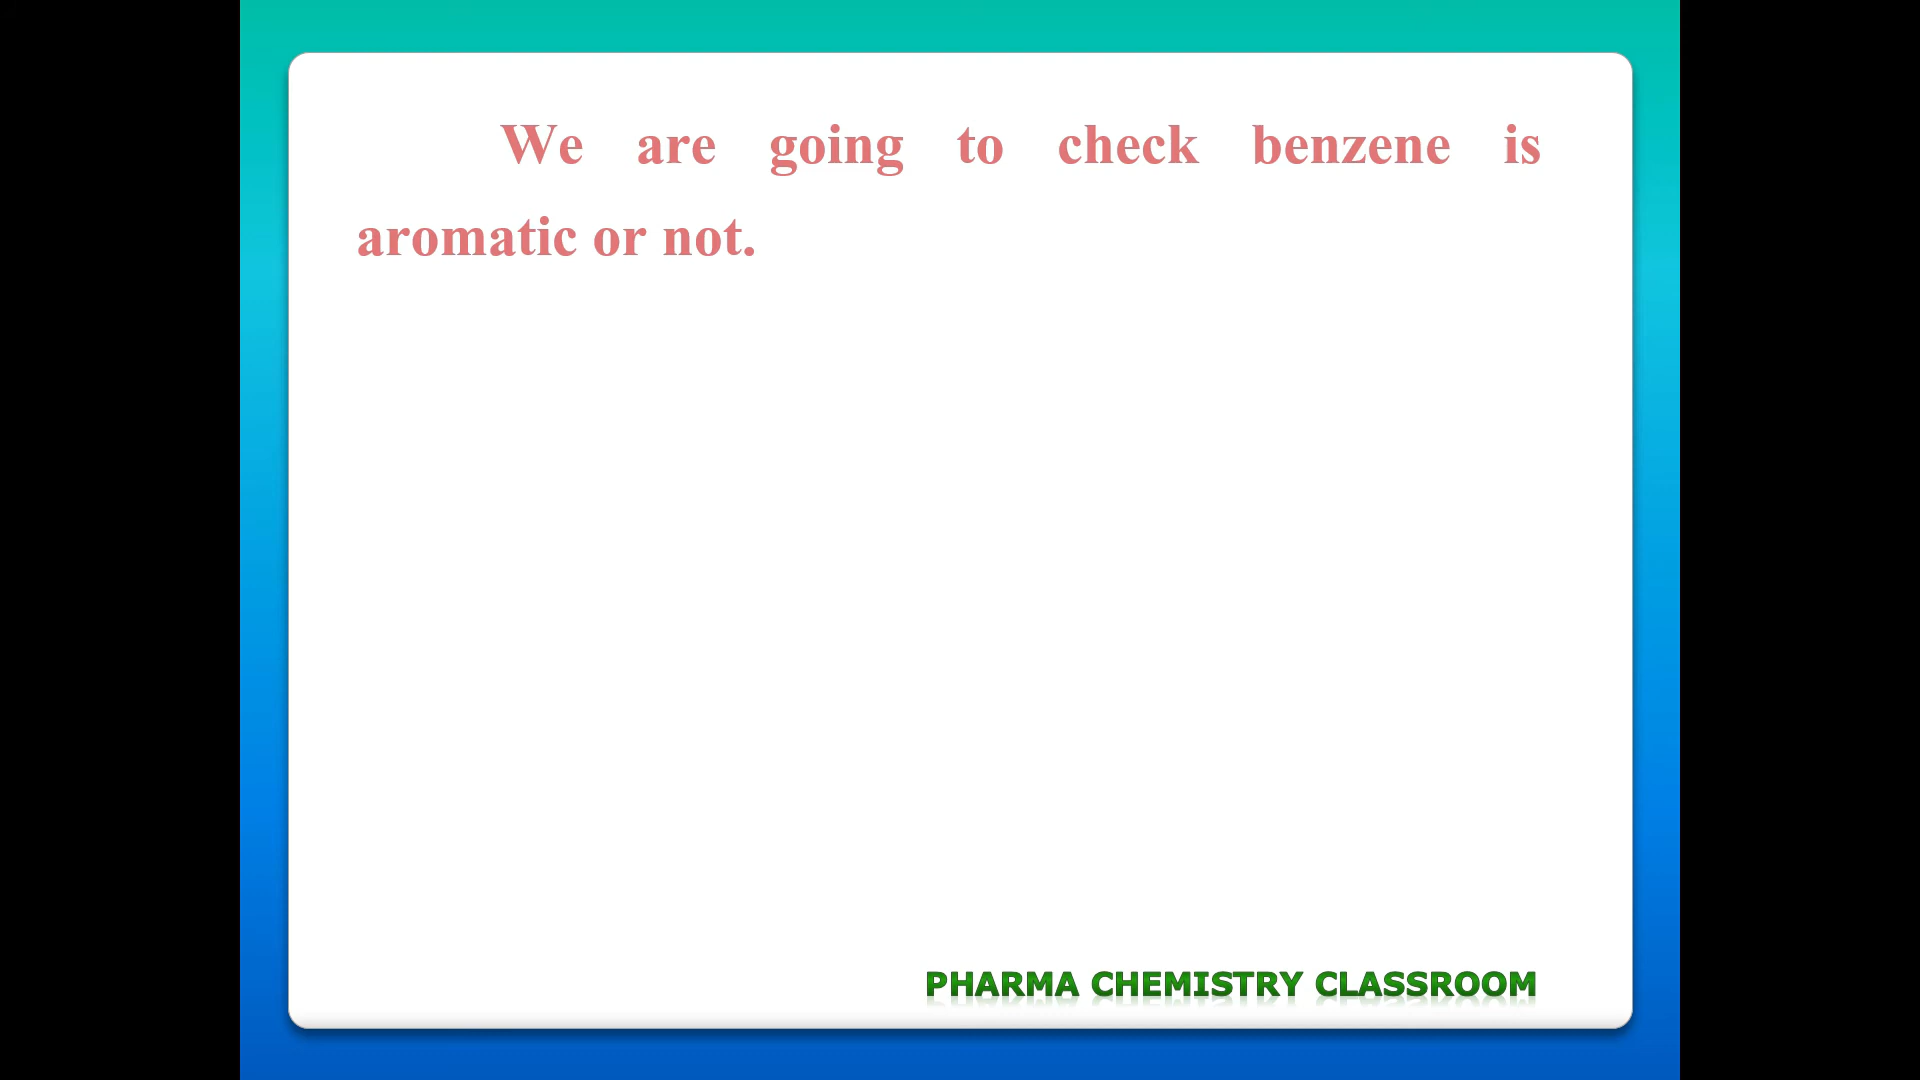 We are going to check benzene is
aromatic or not.
PHARMA CHEMISTRY CLASSROOM